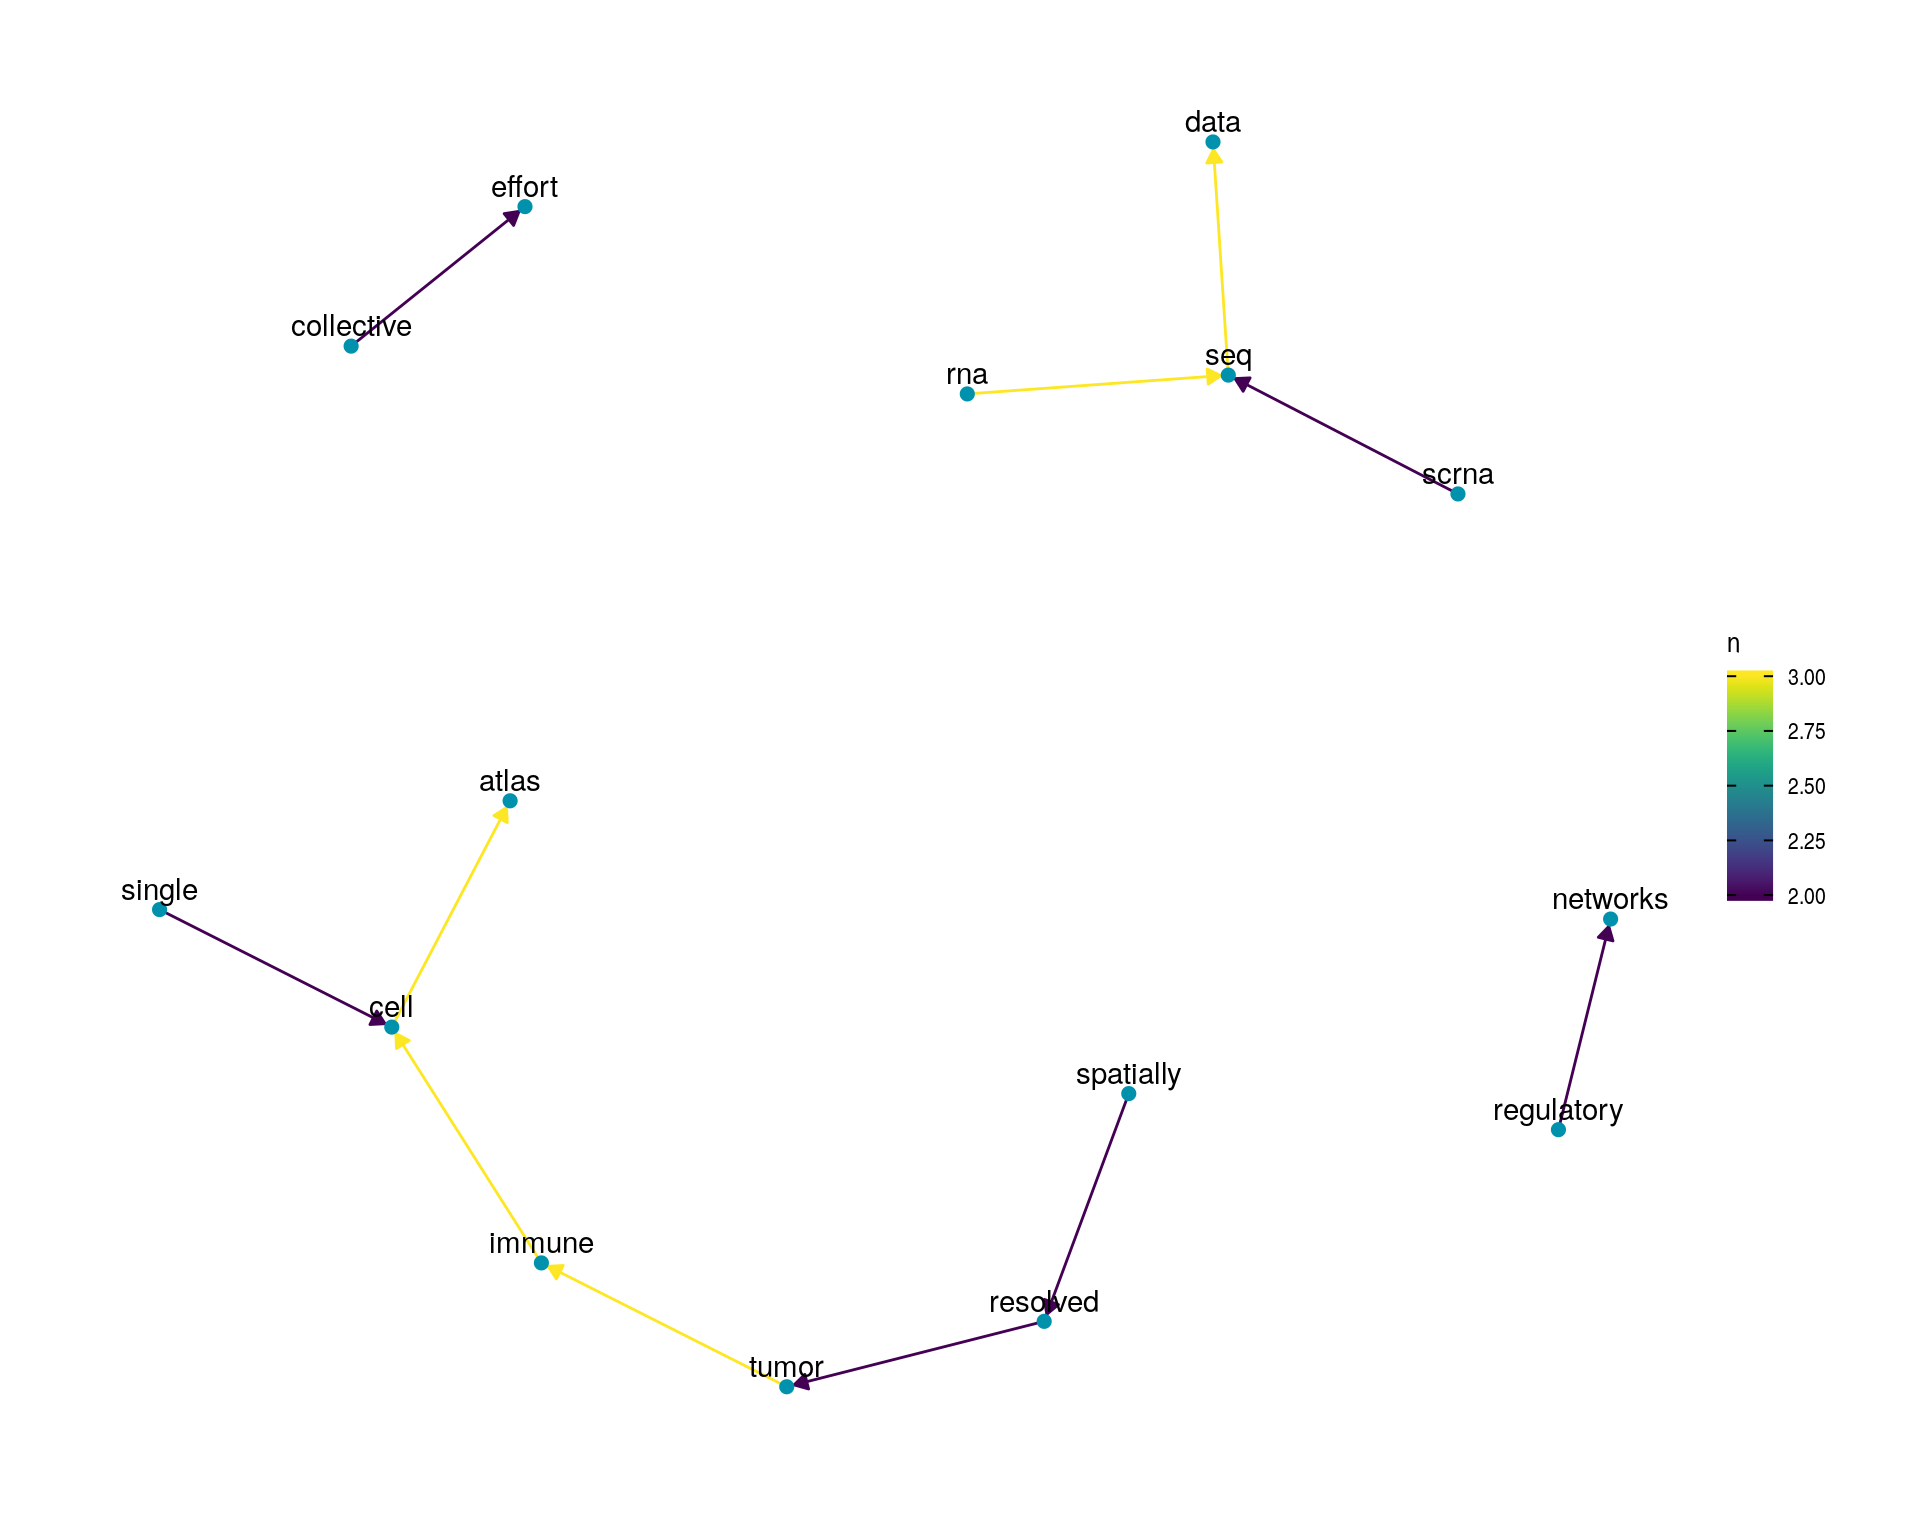 data
effort
collective
seq
rna
scrna
n
3.00
2.75
2.50
2.25
2.00
atlas
single
networks
cell
spatially
regulatory
immune
resolved
tumor